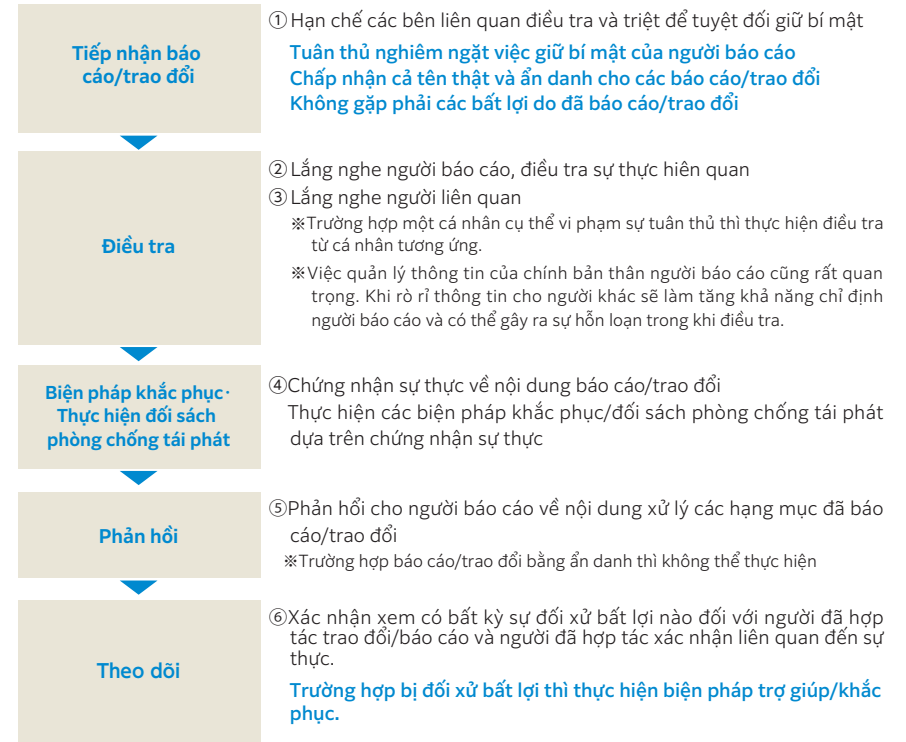 Tiếp nhận báo
cáo/trao đổi
①Hạn chế các bên liên quan điều tra và triệt để tuyệt đối giữ bí mật
Tuân thủ nghiêm ngặt việc giữ bí mật của người báo cáo
Chấp nhận cả tên thật và ẩn danh cho các báo cáo/trao đổi
Không gặp phải các bất lợi do đã báo cáo/trao đổi
Điều tra
②Lắng nghe người báo cáo, điều tra sự thực hiên quan
③Lắng nghe người liên quan
※Trường hợp một cá nhân cụ thể vi phạm sự tuân thủ thì thực hiện điều tra
từ cá nhân tương ứng.
※Việc quản lý thông tin của chính bản thân người báo cáo cũng rất quan
trọng. Khi rò rỉ thông tin cho người khác sẽ làm tăng khả năng chỉ định
người báo cáo và có thể gây ra sự hỗn loạn trong khi điều tra.
Biện pháp khắc phục·
Thực hiện đối sách
phòng chống tái phát
④Chứng nhận sự thực về nội dung báo cáo/trao đổi
Thực hiện các biện pháp khắc phục/đối sách phòng chống tái phát
dựa trên chứng nhận sự thực
Phản hồi
⑤Phản hổi cho người báo cáo về nội dung xử lý các hạng mục đã báo
cáo/trao đổi
※Trường hợp báo cáo/trao đổi bằng ẩn danh thì không thể thực hiện
Theo dõi
⑥Xác nhận xem có bất kỳ sự đối xử bất lợi nào đối với người đã hợp
tác trao đổi/báo cáo và người đã hợp tác xác nhận liên quan đến sự
thực.
Trường hợp bị đối xử bất lợi thì thực hiện biện pháp trợ giúp/khắc
phục.